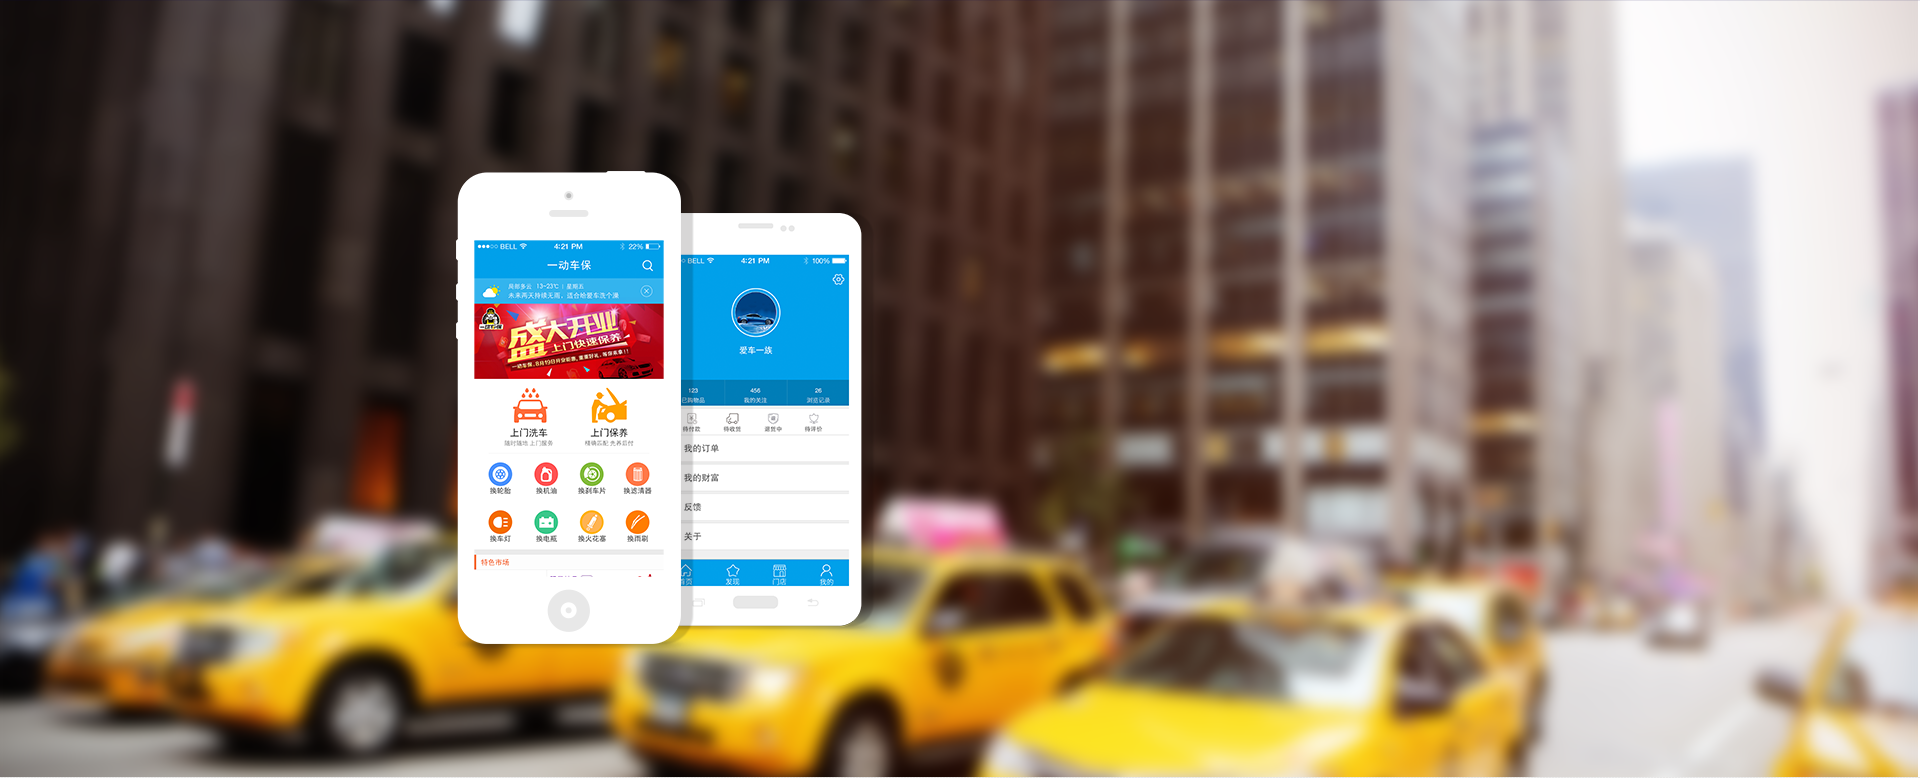 BELL 4:21 PM 22%
一动车保
局部多云 13-23℃ | 星期五
未来两天持续无雨，适合给爱车洗个澡
盛大开业
上门快速保养
上门洗车 上门保养
随时随地 上门服务 精确匹配 先养后付
换轮胎 换机油 换刹车片 换滤清器
换车灯 换电瓶 换火花塞 换雨刷
特色市场
BELL 4:21 PM 100%
爱车一族
123 456 26
已购物品 我的关注 浏览记录
待付款 待收货 退货中 待评价
我的订单
我的财富
反馈
关于
首页 发现 门店 我的